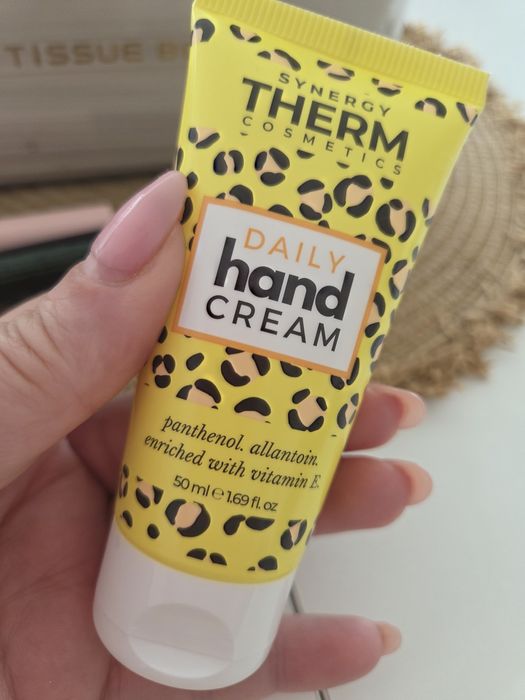 TISSUE
SYNERGY
THERM
COSMETICS
DAILY
hand
CREAM
panthenol. allantoin.
enriched with vitamin E.
50 ml e 1.69 fl. oz